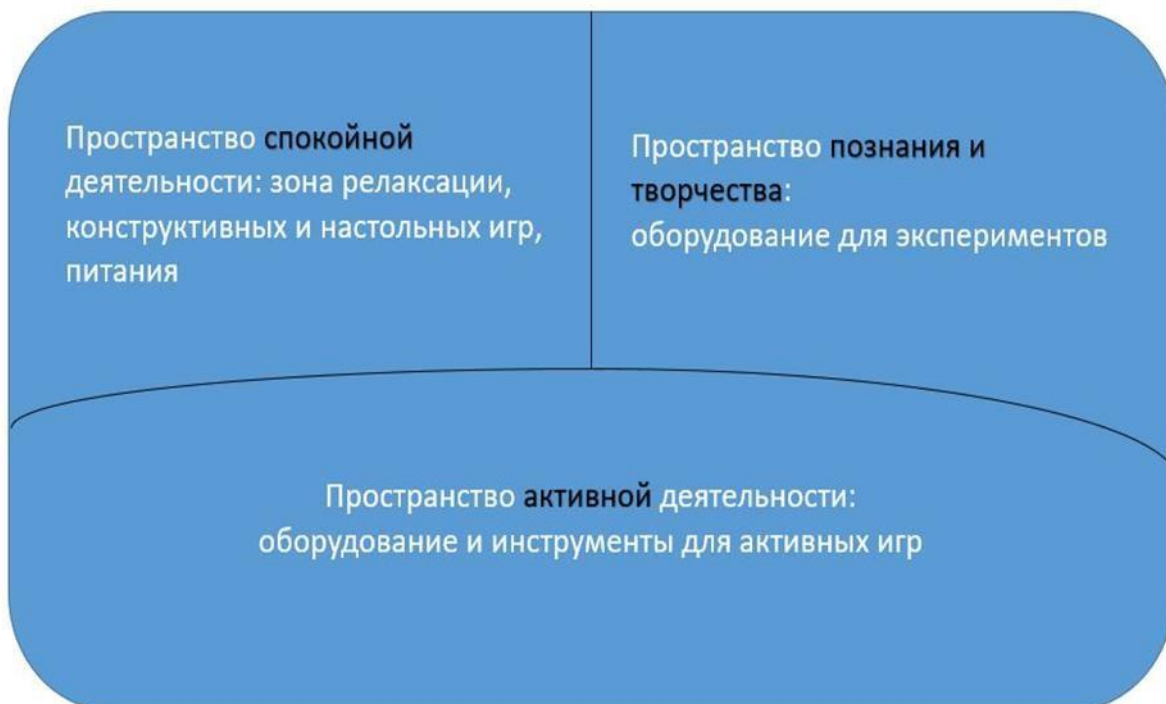 Пространство спокойной
деятельности: зона релаксации,
конструктивных и настольных игр,
питания
Пространство познания и
творчества:
оборудование для экспериментов
Пространство активной деятельности:
оборудование и инструменты для активных игр